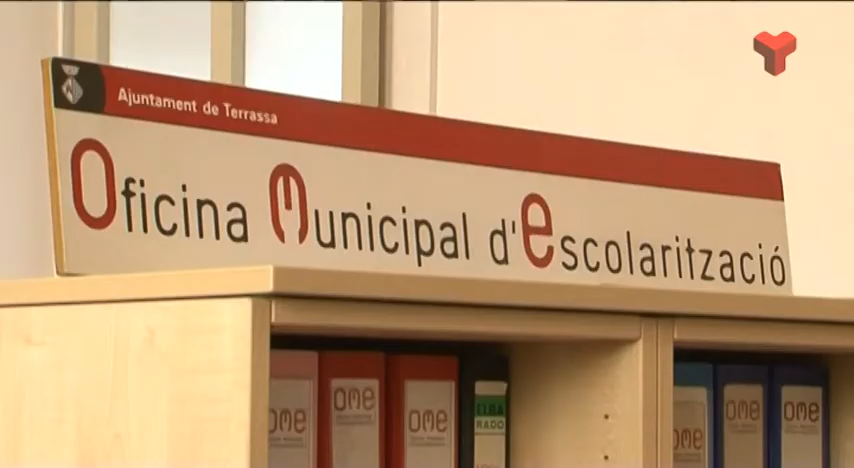 Ajuntament de Terrassa
Oficina Municipal d'escolarització
ome
ome
ome
ELBA
RADO
ome
ome
ome